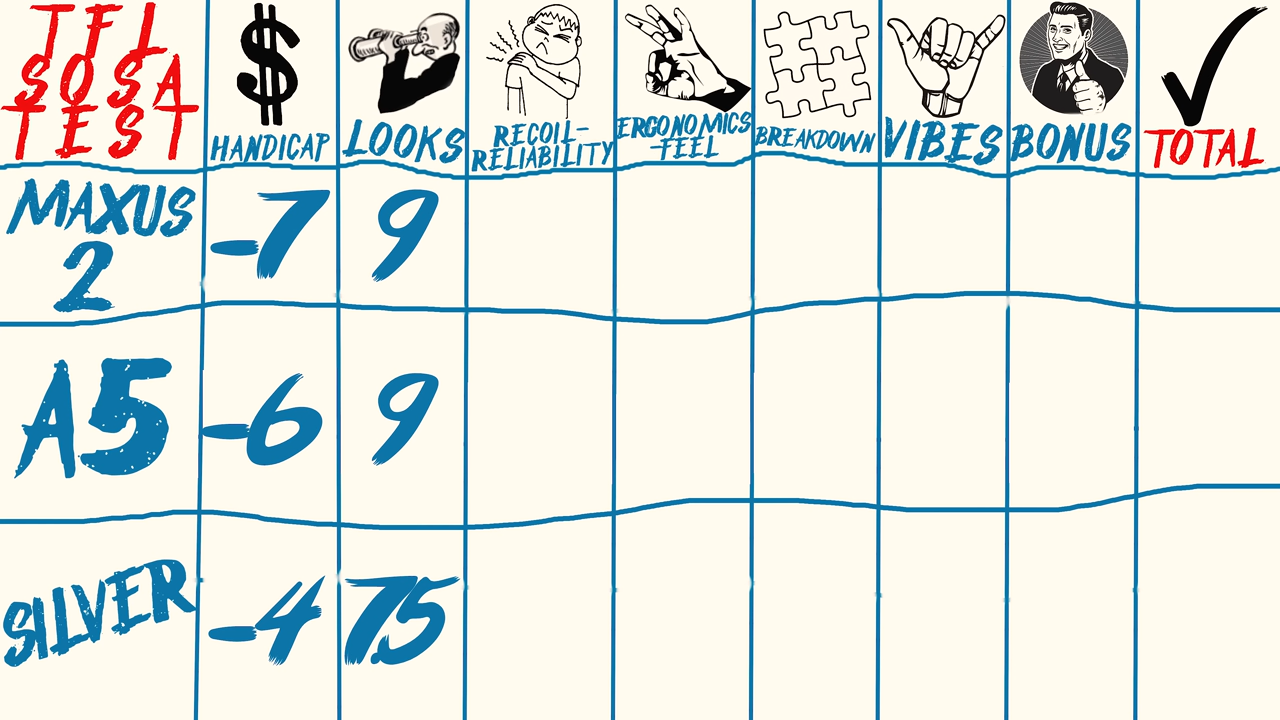 TFL
SOSA
TEST
$
HANDICAP
LOOKS
RECOIL-
RELIABILITY
ERGONOMICS
-FEEL
BREAKDOWN
VIBES
BONUS
TOTAL
MAXUS
2
-7
9
A5
-6
9
SILVER
-4
7.5